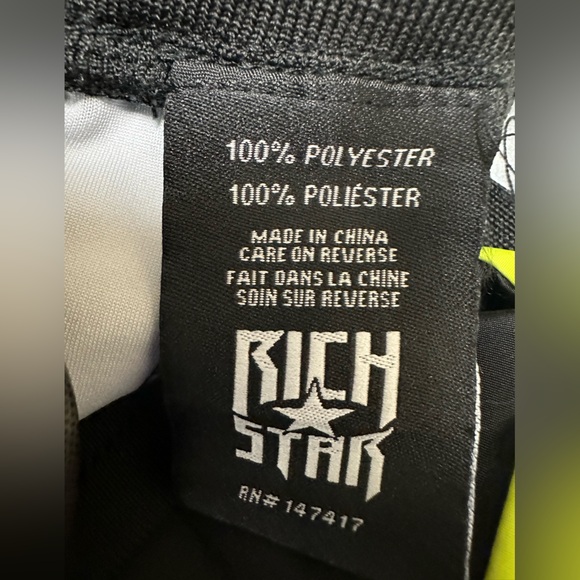 100% POLYESTER
100% POLIÉSTER
MADE IN CHINA
CARE ON REVERSE
FAIT DANS LA CHINE
SOIN SUR REVERSE
RICH
STAR
RN# 147417